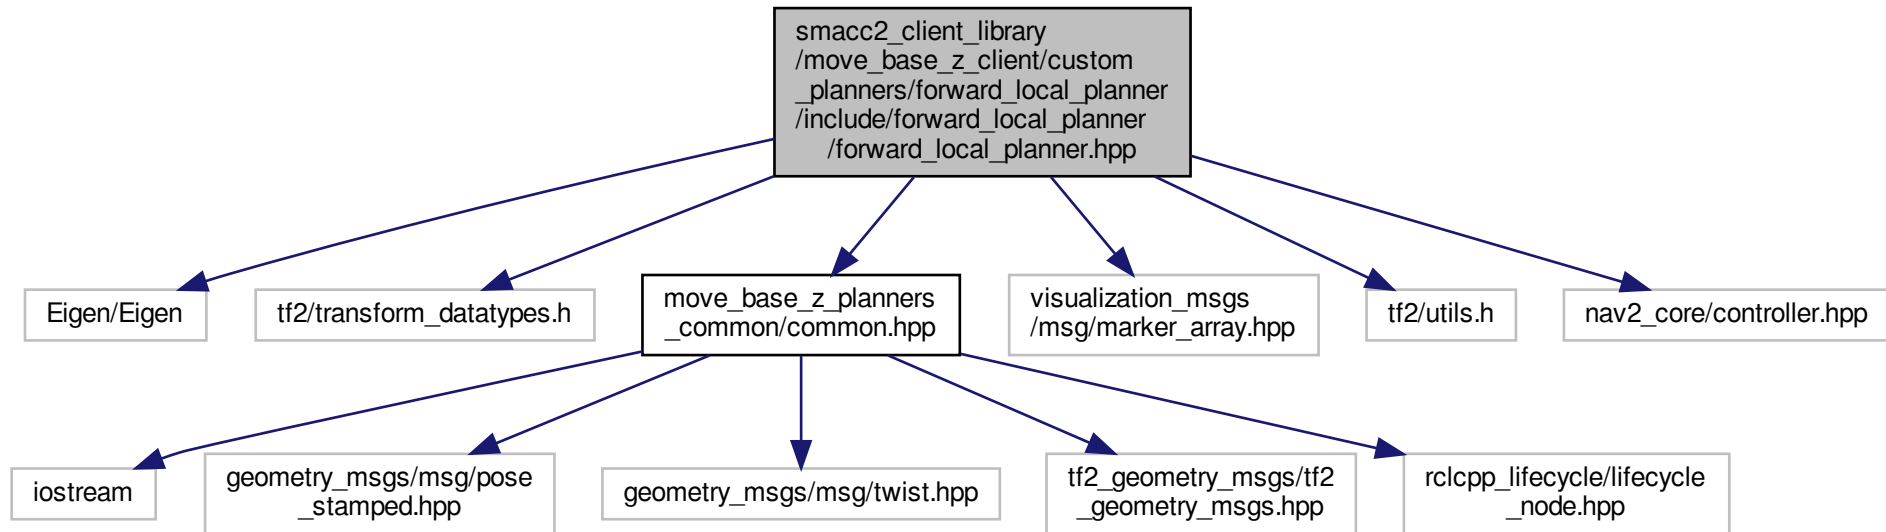 smacc2_client_library
/move_base_z_client/custom
_planners/forward_local_planner
/include/forward_local_planner
/forward_local_planner.hpp
Eigen/Eigen
tf2/transform_datatypes.h
move_base_z_planners
_common/common.hpp
visualization_msgs
/msg/marker_array.hpp
tf2/utils.h
nav2_core/controller.hpp
iostream
geometry_msgs/msg/pose
_stamped.hpp
geometry_msgs/msg/twist.hpp
tf2_geometry_msgs/tf2
_geometry_msgs.hpp
rclcpp_lifecycle/lifecycle
_node.hpp